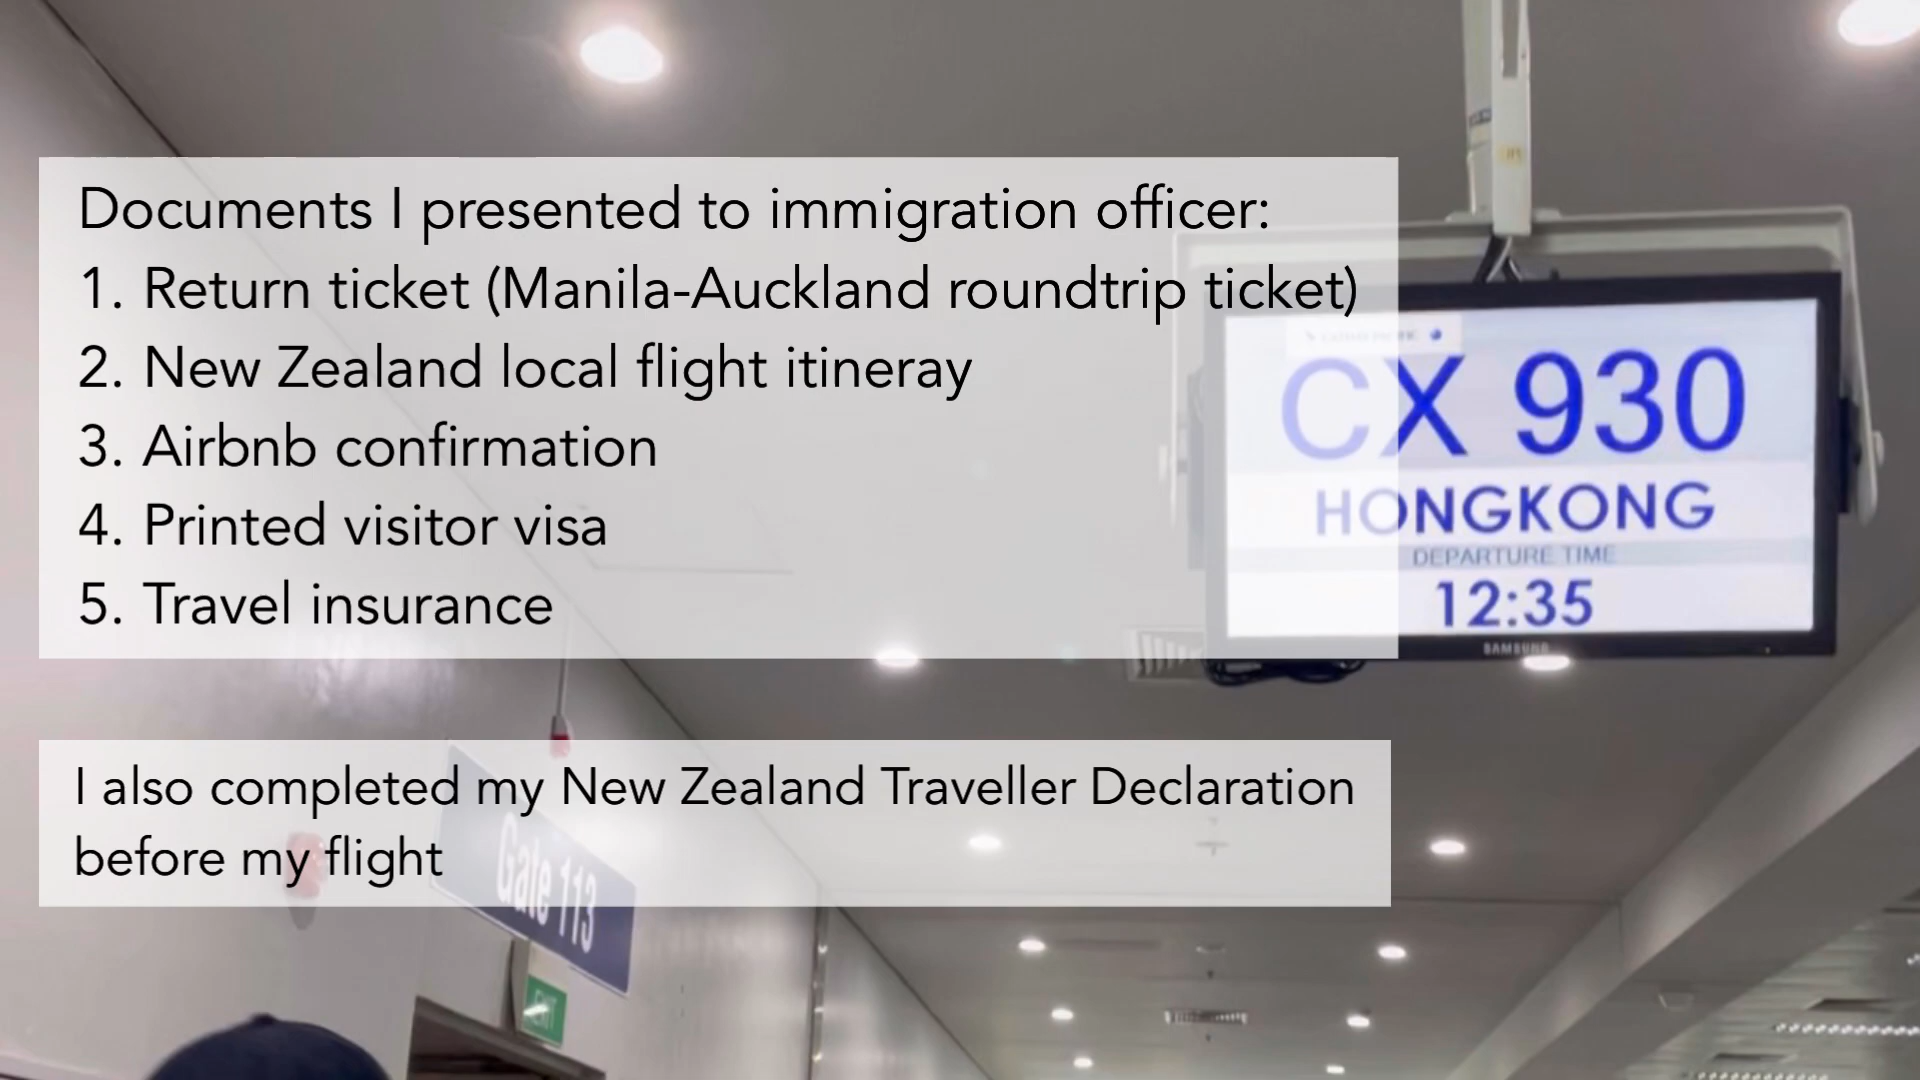 Documents I presented to immigration officer:
1. Return ticket (Manila-Auckland roundtrip ticket)
2. New Zealand local flight itineray
3. Airbnb confirmation
4. Printed visitor visa
5. Travel insurance
CX 930
HONGKONG
DEPARTURE TIME
12:35
SAMSUNG
I also completed my New Zealand Traveller Declaration
before my flight
Gate 113
EXIT